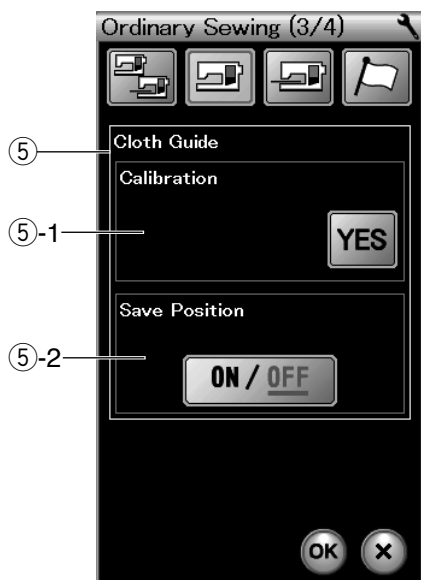 Ordinary Sewing (3/4)
⑤
Cloth Guide
Calibration
⑤-1
YES
Save Position
⑤-2
ON / OFF
OK